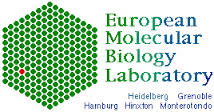 European
Molecular
Biology
Laboratory
Heidelberg Grenoble
Hamburg Hinxton Monterotondo